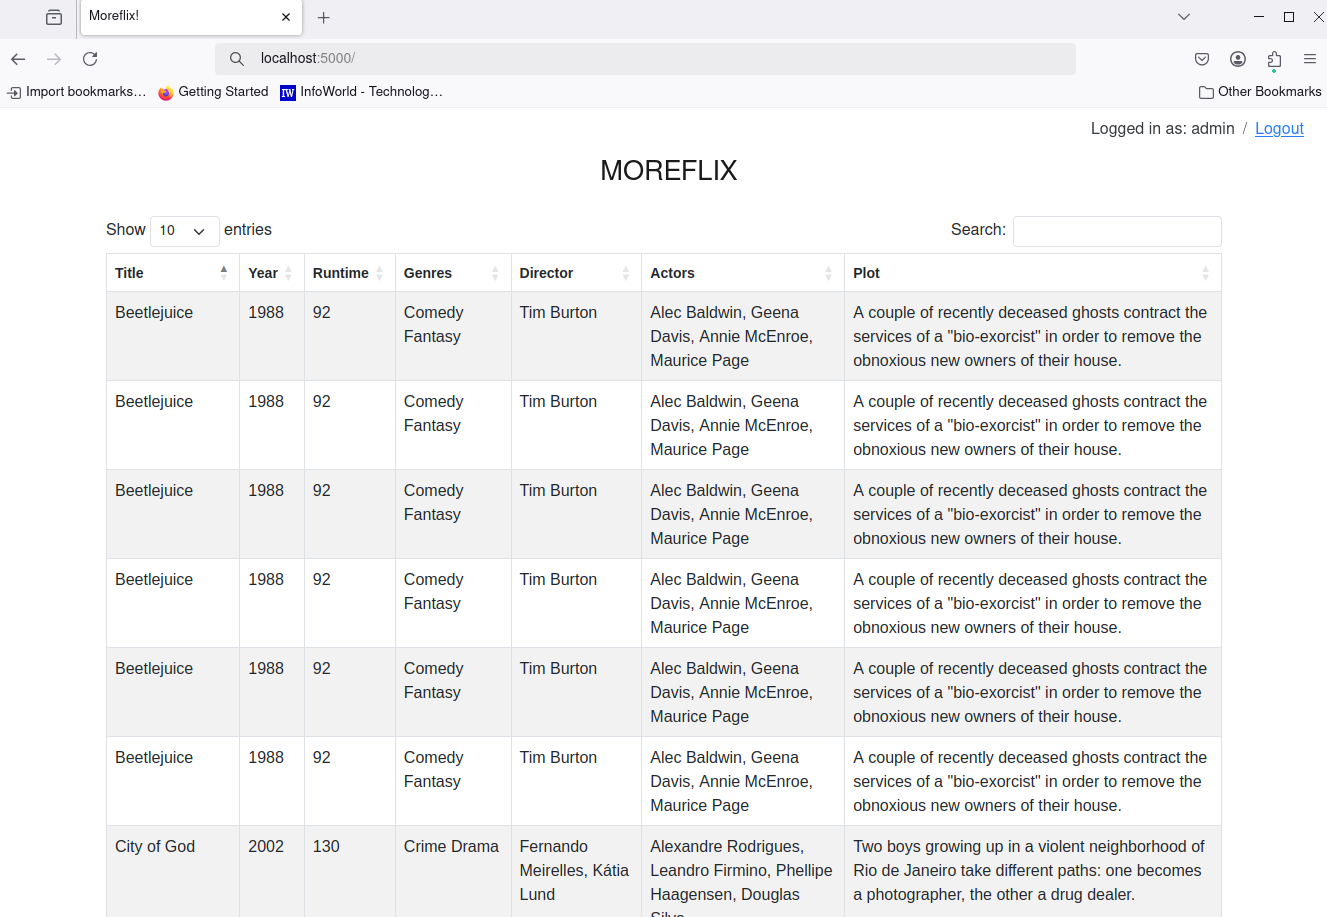 Moreflix!
localhost:5000/
Import bookmarks…
Getting Started
IW InfoWorld - Technolog…
Other Bookmarks
Logged in as: admin / Logout
MOREFLIX
Show 10 entries
Search:
Title Year Runtime Genres Director Actors Plot
Beetlejuice 1988 92 Comedy Tim Burton Alec Baldwin, Geena A couple of recently deceased ghosts contract the
Fantasy Davis, Annie McEnroe, services of a "bio-exorcist" in order to remove the
Maurice Page obnoxious new owners of their house.
Beetlejuice 1988 92 Comedy Tim Burton Alec Baldwin, Geena A couple of recently deceased ghosts contract the
Fantasy Davis, Annie McEnroe, services of a "bio-exorcist" in order to remove the
Maurice Page obnoxious new owners of their house.
Beetlejuice 1988 92 Comedy Tim Burton Alec Baldwin, Geena A couple of recently deceased ghosts contract the
Fantasy Davis, Annie McEnroe, services of a "bio-exorcist" in order to remove the
Maurice Page obnoxious new owners of their house.
Beetlejuice 1988 92 Comedy Tim Burton Alec Baldwin, Geena A couple of recently deceased ghosts contract the
Fantasy Davis, Annie McEnroe, services of a "bio-exorcist" in order to remove the
Maurice Page obnoxious new owners of their house.
Beetlejuice 1988 92 Comedy Tim Burton Alec Baldwin, Geena A couple of recently deceased ghosts contract the
Fantasy Davis, Annie McEnroe, services of a "bio-exorcist" in order to remove the
Maurice Page obnoxious new owners of their house.
Beetlejuice 1988 92 Comedy Tim Burton Alec Baldwin, Geena A couple of recently deceased ghosts contract the
Fantasy Davis, Annie McEnroe, services of a "bio-exorcist" in order to remove the
Maurice Page obnoxious new owners of their house.
City of God 2002 130 Crime Drama Fernando Alexandre Rodrigues, Two boys growing up in a violent neighborhood of
Meirelles, Kátia Leandro Firmino, Phellipe Rio de Janeiro take different paths: one becomes
Lund Haagensen, Douglas a photographer, the other a drug dealer.